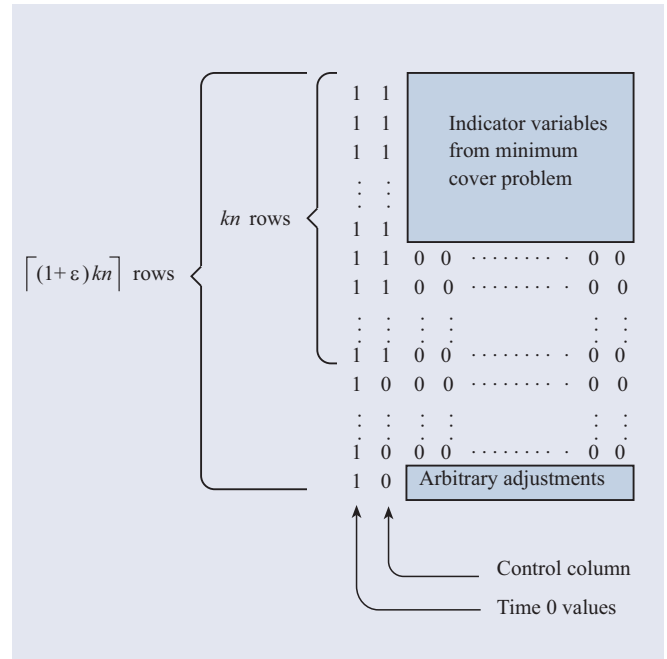 1 1
1 1
1 1
Indicator variables
from minimum
cover problem
⋮ ⋮
1 1
kn rows
1 1 0 0 ·········· 0 0
⌈(1+ε)kn⌉ rows
1 1 0 0 ·········· 0 0
⋮ ⋮ ⋮ ⋮ ⋮ ⋮
1 1 0 0 ·········· 0 0
1 0 0 0 ·········· 0 0
⋮ ⋮ ⋮ ⋮ ⋮ ⋮
1 0 0 0 ·········· 0 0
1 0 Arbitrary adjustments
Control column
Time 0 values